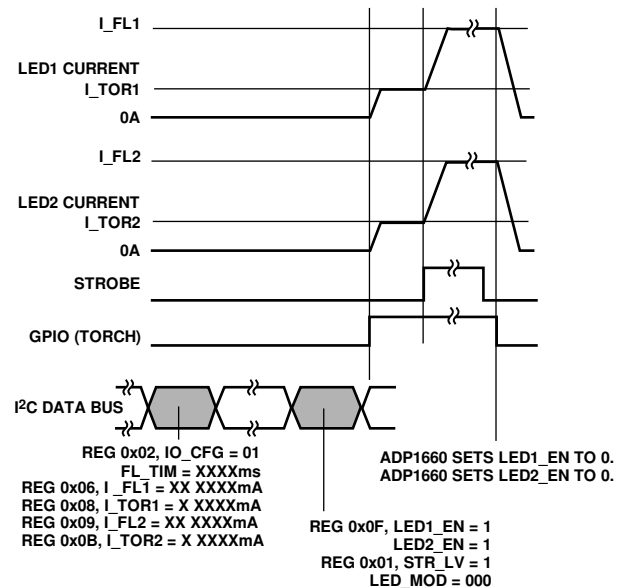 I_FL1
LED1 CURRENT
I_TOR1
0A
I_FL2
LED2 CURRENT
I_TOR2
0A
STROBE
GPIO (TORCH)
I²C DATA BUS
REG 0x02, IO_CFG = 01
FL_TIM = XXXXms
REG 0x06, I _FL1 = XX XXXXmA
REG 0x08, I_TOR1 = X XXXXmA
REG 0x09, I_FL2 = XX XXXXmA
REG 0x0B, I_TOR2 = X XXXXmA
REG 0x0F, LED1_EN = 1
LED2_EN = 1
REG 0x01, STR_LV = 1
LED_MOD = 000
ADP1660 SETS LED1_EN TO 0.
ADP1660 SETS LED2_EN TO 0.